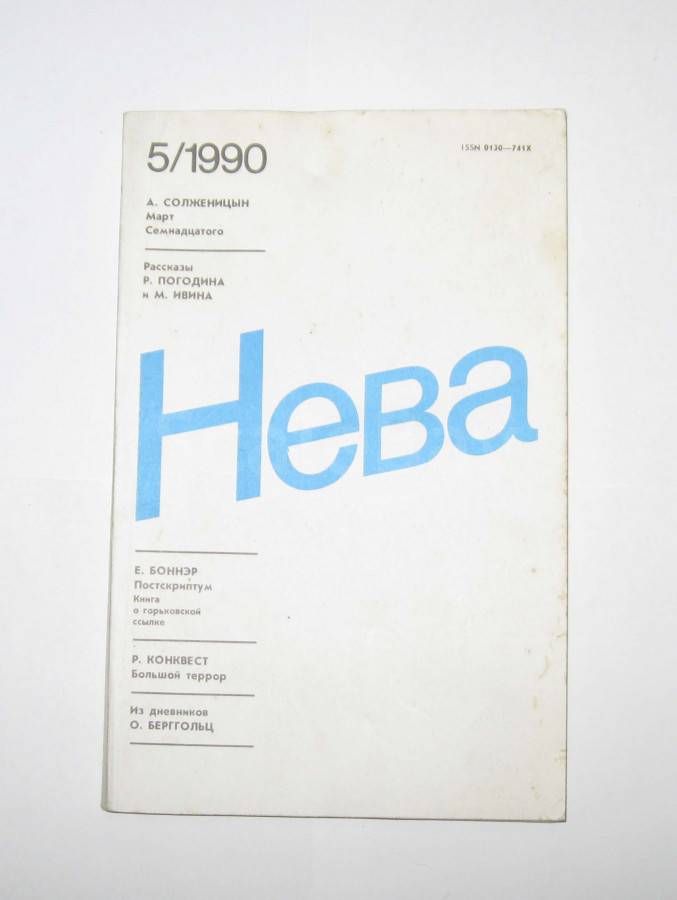 5/1990
ISSN 0130—741X
А. СОЛЖЕНИЦЫН
Март
Семнадцатого
Рассказы
Р. ПОГОДИНА
и М. ИВИНА
Нева
Е. БОННЭР
Постскриптум
Книга
о горьковской
ссылке
Р. КОНКВЕСТ
Большой террор
Из дневников
О. БЕРГГОЛЬЦ